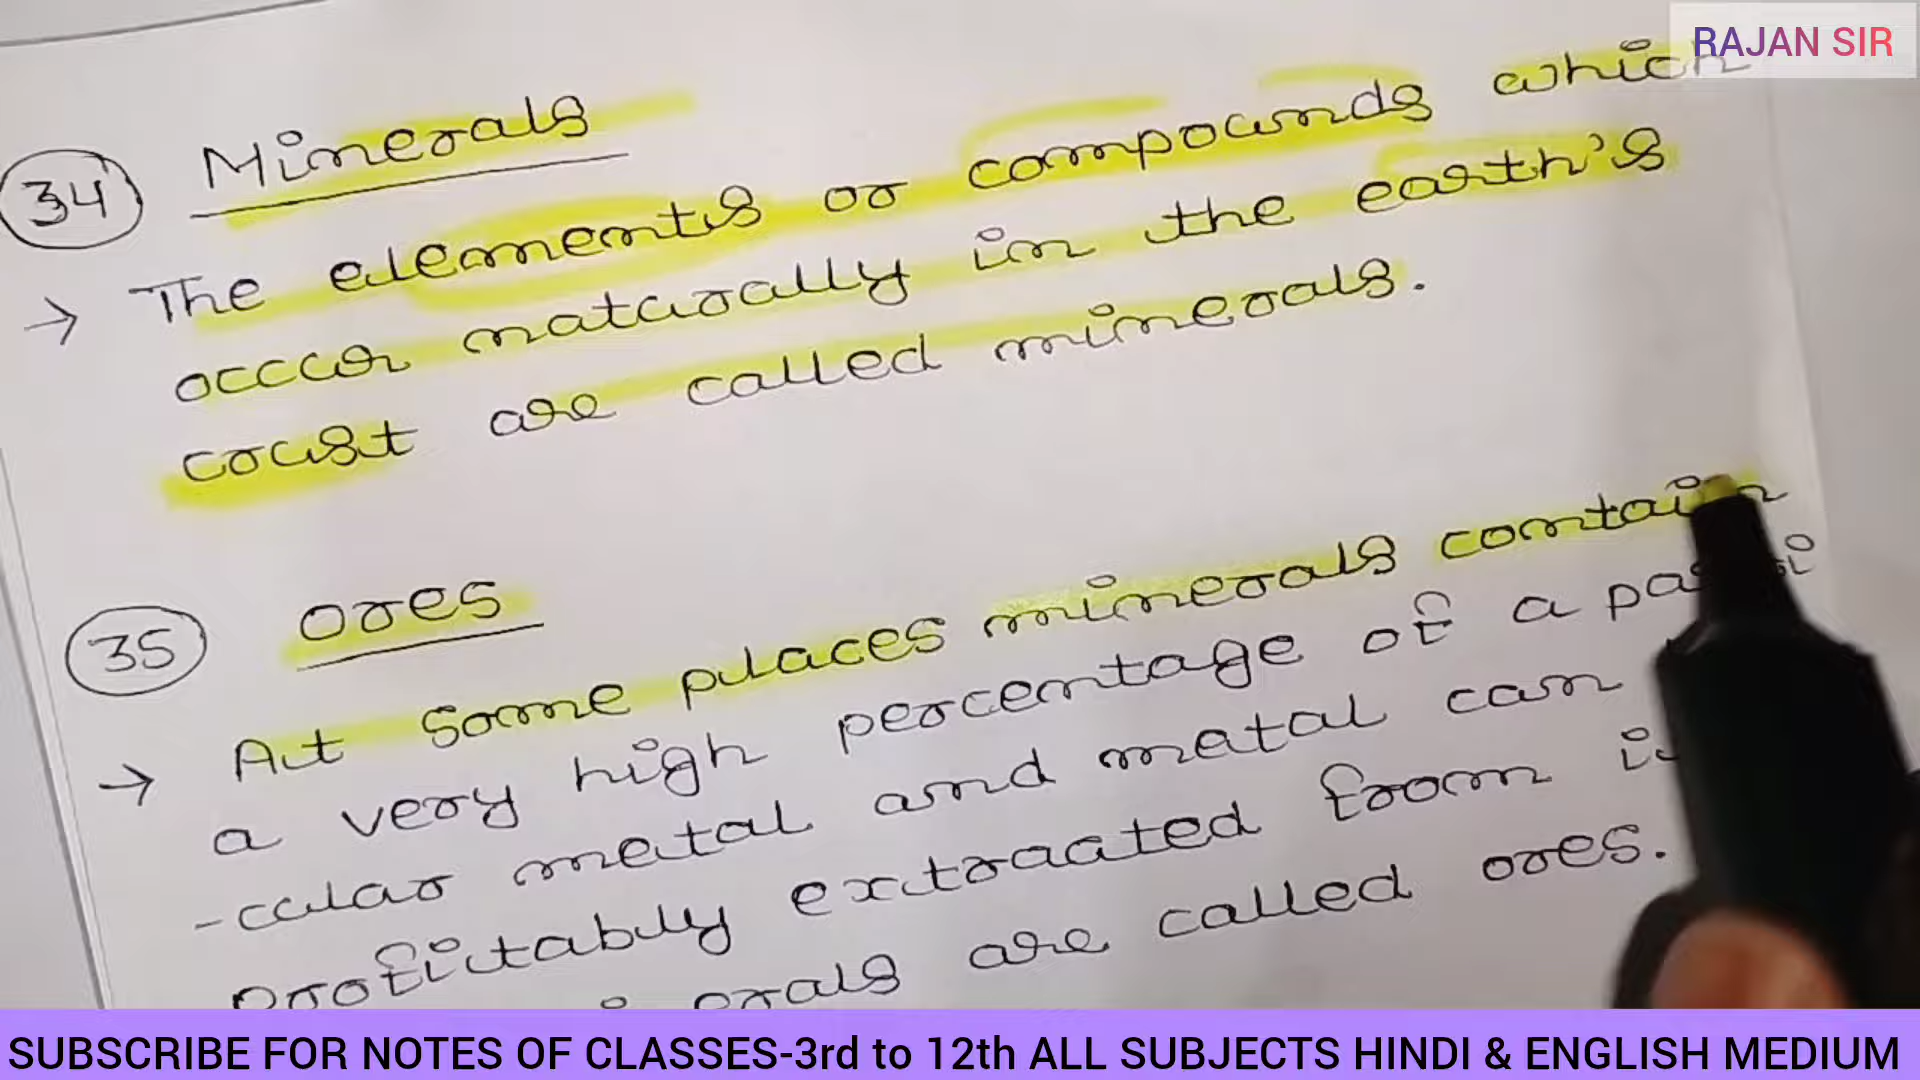 RAJAN SIR
34 Minerals
→ The elements or compounds which
occur naturally in the earth's
crust are called minerals.
35 Ores
→ At some places minerals contain
a very high percentage of a
-cular metal and metal can
profitably extracted from
are called ores.
SUBSCRIBE FOR NOTES OF CLASSES-3rd to 12th ALL SUBJECTS HINDI & ENGLISH MEDIUM